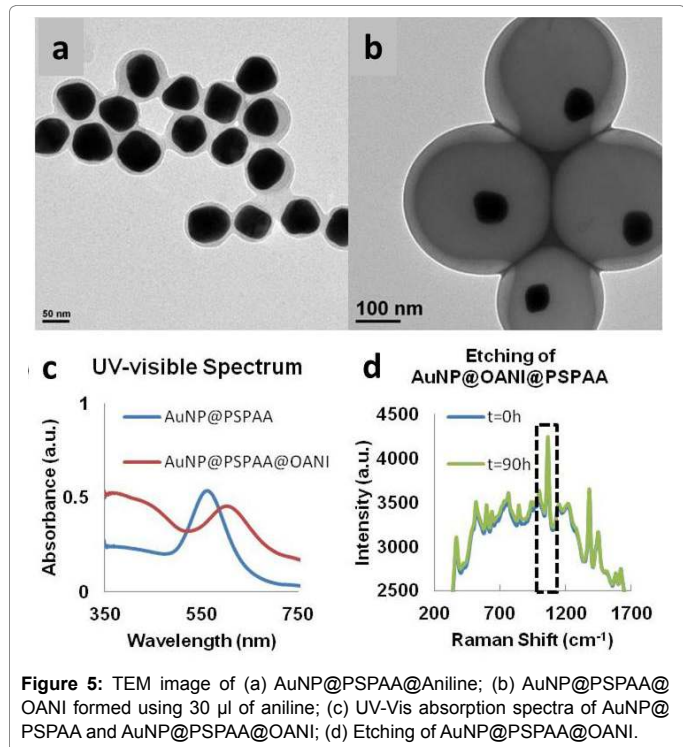 a
b
50 nm
100 nm
c
UV-visible Spectrum
1
0.5
0
Absorbance (a.u.)
AuNP@PSPAA
AuNP@PSPAA@OANI
350
550
750
Wavelength (nm)
d
Etching of
AuNP@OANI@PSPAA
4500
4000
3500
3000
2500
Intensity (a.u.)
t=0h
t=90h
200
700
1200
1650
Raman Shift (cm-1)
Figure 5: TEM image of (a) AuNP@PSPAA@Aniline; (b) AuNP@PSPAA@
OANI formed using 30 µl of aniline; (c) UV-Vis absorption spectra of AuNP@
PSPAA and AuNP@PSPAA@OANI; (d) Etching of AuNP@PSPAA@OANI.